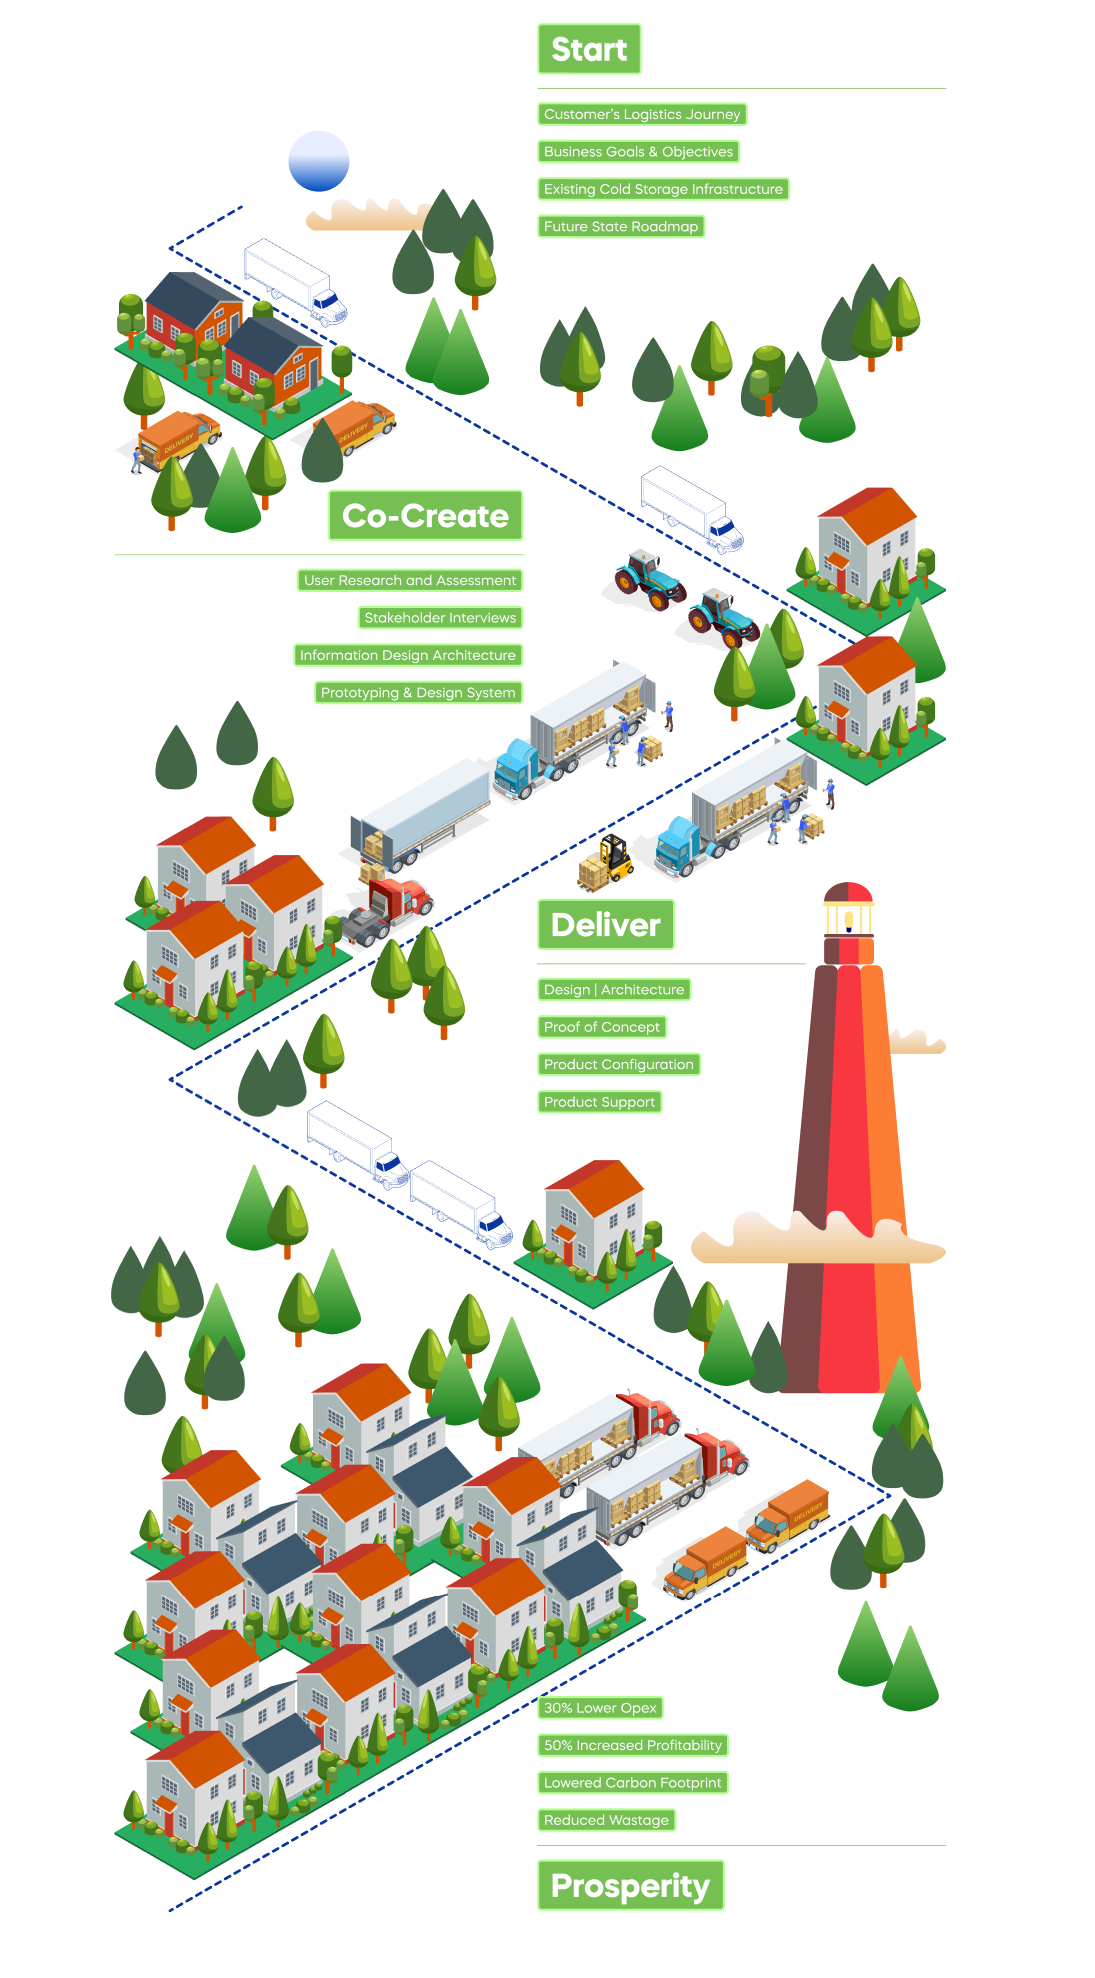 Start
Customer's Logistics Journey
Business Goals & Objectives
Existing Cold Storage Infrastructure
Future State Roadmap
DELIVERY
DELIVERY
Co-Create
User Research and Assessment
Stakeholder Interviews
Information Design Architecture
Prototyping & Design System
Deliver
Design | Architecture
Proof of Concept
Product Configuration
Product Support
DELIVERY
DELIVERY
30% Lower Opex
50% Increased Profitability
Lowered Carbon Footprint
Reduced Wastage
Prosperity